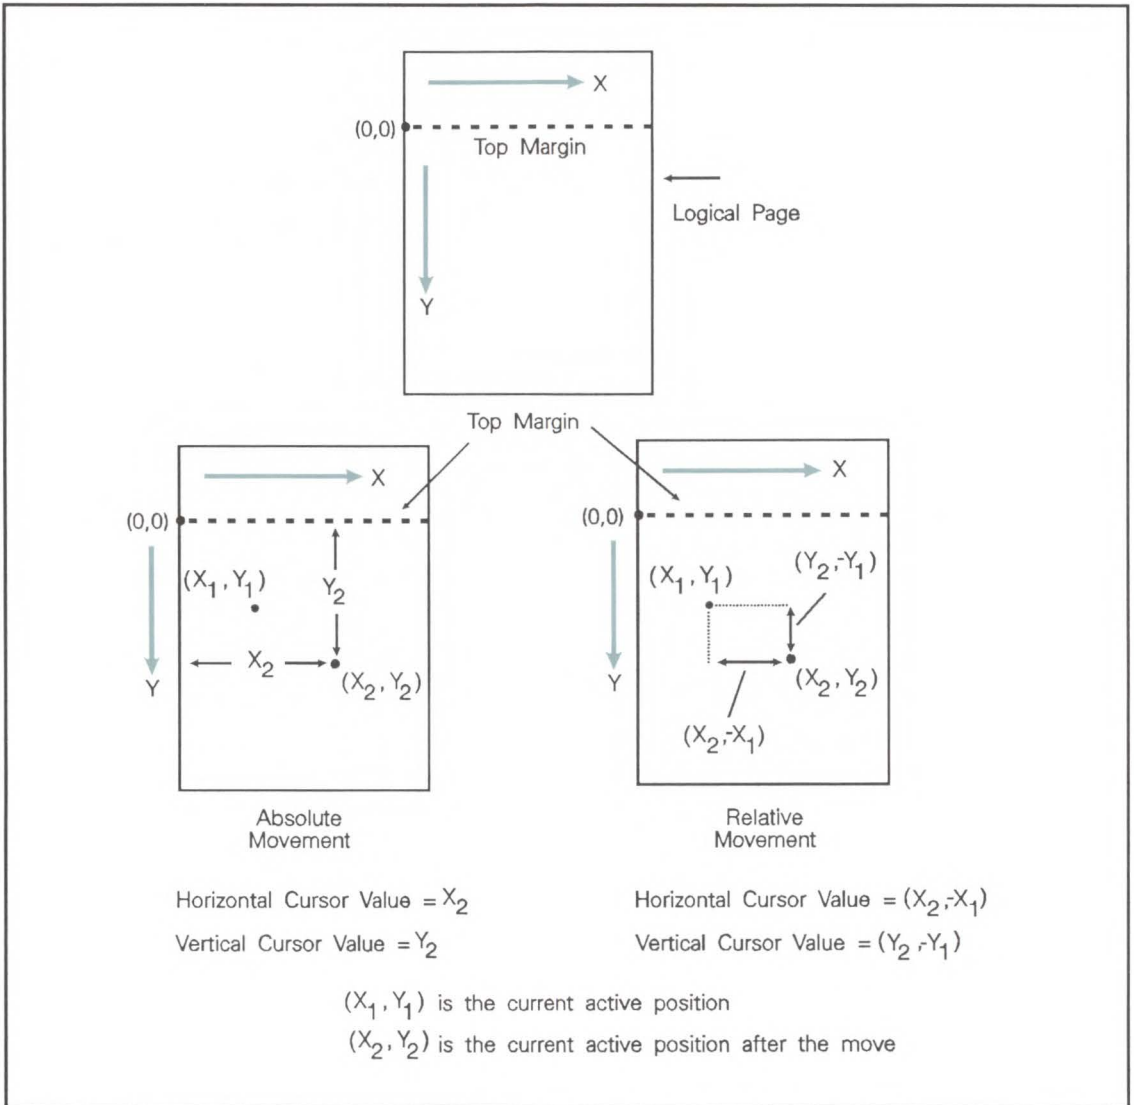 X
(0,0)
Top Margin
Logical Page
Y
Top Margin
X
(0,0)
(X₁, Y₁)
Y₂
X₂
(X₂, Y₂)
Y
Absolute
Movement
X
(0,0)
(X₁, Y₁)
(Y₂,-Y₁)
(X₂, Y₂)
Y
(X₂,-X₁)
Relative
Movement
Horizontal Cursor Value = X₂
Vertical Cursor Value = Y₂
Horizontal Cursor Value = (X₂,-X₁)
Vertical Cursor Value = (Y₂,-Y₁)
(X₁, Y₁) is the current active position
(X₂, Y₂) is the current active position after the move